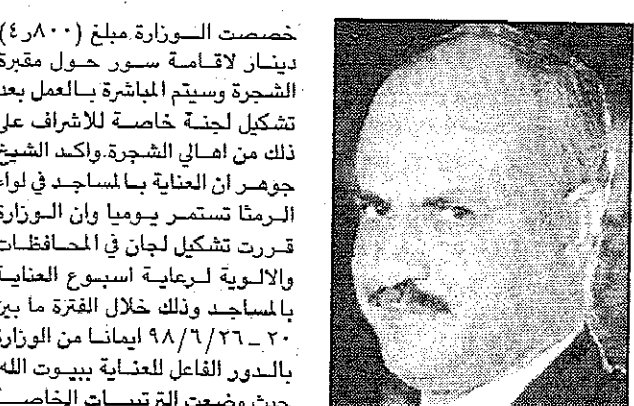 خصصت الوزارة مبلغ (٨٠٠ر٤)
دينار لاقامة سور حول مقبرة
الشجرة وسيتم المباشرة بالعمل بعد
تشكيل لجنة خاصة للأشراف على
ذلك من اهالي الشجرة.واكد الشيخ
جوهر ان العناية بالمساجد في لواء
الرمثا تستمر يوميا وان الوزارة
قررت تشكيل لجان في المحافظات
والالوية لرعاية اسبوع العناية
بالمساجد وذلك خلال الفترة ما بين
٢٠ - ٩٨/٦/٢٦ ايمانا من الوزارة
بالدور الفاعل للعناية ببيوت الله
حيث وضعت الترتيبات